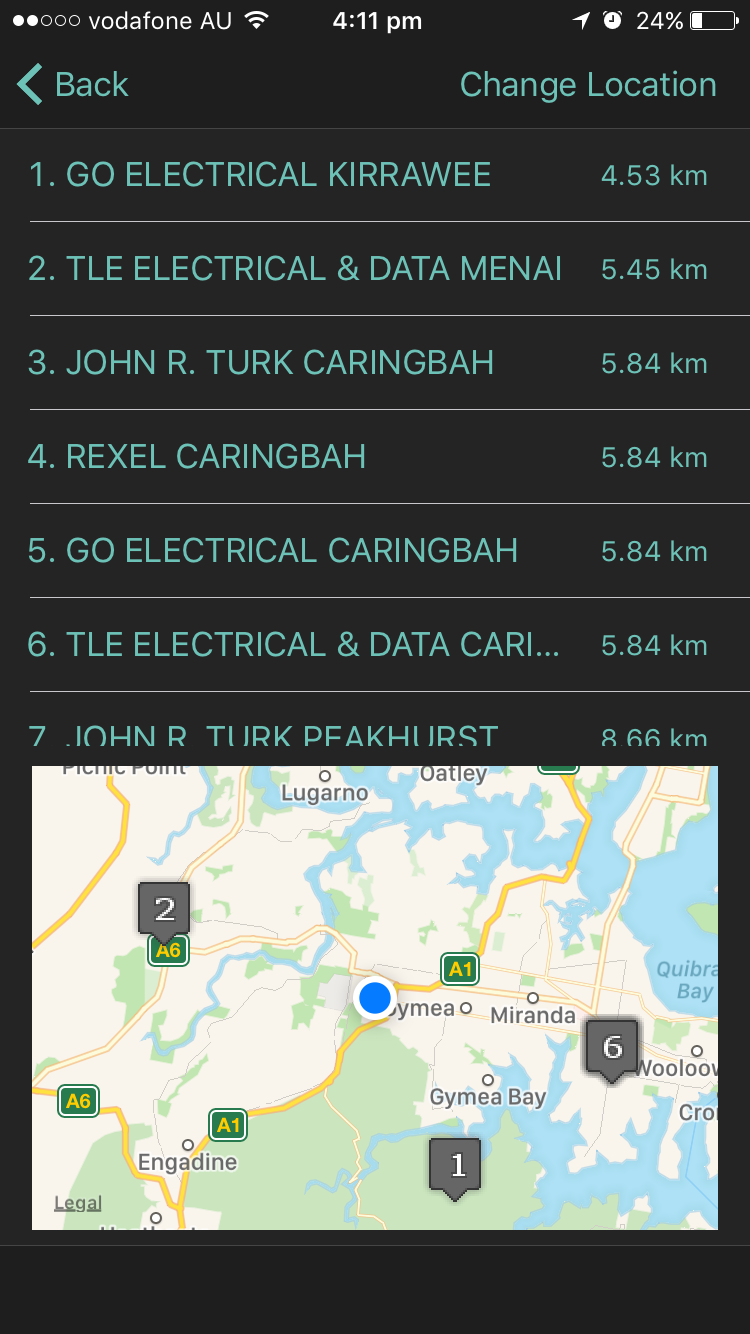 vodafone AU 4:11 pm 24%
Back Change Location
1. GO ELECTRICAL KIRRAWEE 4.53 km
2. TLE ELECTRICAL & DATA MENAI 5.45 km
3. JOHN R. TURK CARINGBAH 5.84 km
4. REXEL CARINGBAH 5.84 km
5. GO ELECTRICAL CARINGBAH 5.84 km
6. TLE ELECTRICAL & DATA CARI... 5.84 km
7. JOHN R. TURK PEAKHURST 8.66 km
Picnic Point
Oatley
Lugarno
2
A6
A1
Quibra
Bay
ymea
Miranda
6
Wooloow
Gymea Bay
A6
Cro
A1
Engadine
1
Legal